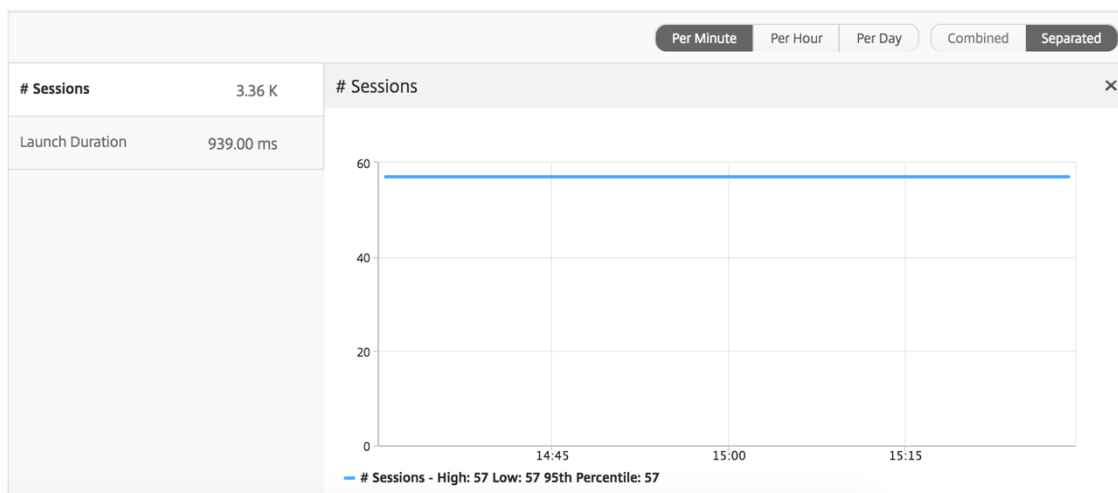 Per Minute Per Hour Per Day Combined Separated
# Sessions 3.36 K
Launch Duration 939.00 ms
# Sessions ×
60
40
20
0
14:45 15:00 15:15
# Sessions - High: 57 Low: 57 95th Percentile: 57